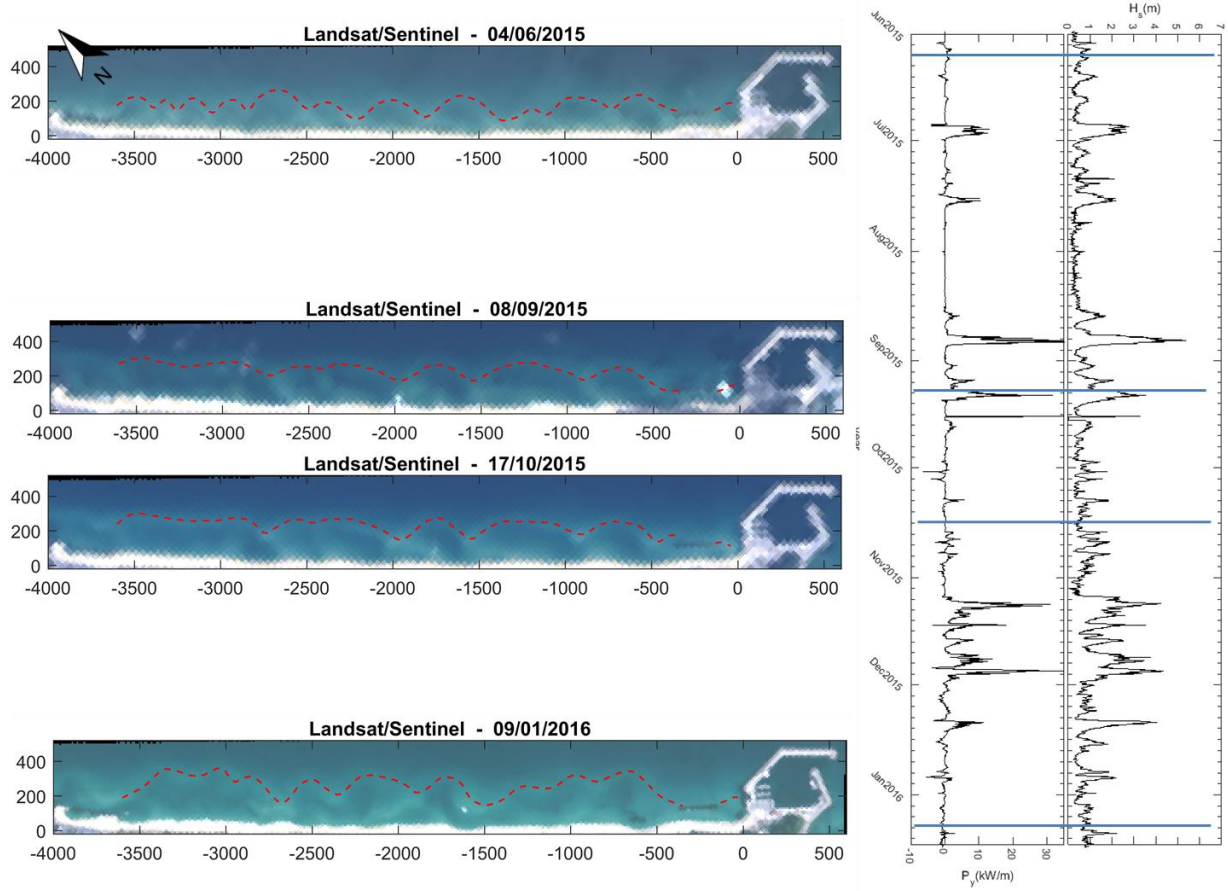 Landsat/Sentinel - 04/06/2015
N
400
200
0
-4000 -3500 -3000 -2500 -2000 -1500 -1000 -500 0 500
Landsat/Sentinel - 08/09/2015
400
200
0
-4000 -3500 -3000 -2500 -2000 -1500 -1000 -500 0 500
Landsat/Sentinel - 17/10/2015
400
200
0
-4000 -3500 -3000 -2500 -2000 -1500 -1000 -500 0 500
Landsat/Sentinel - 09/01/2016
400
200
0
-4000 -3500 -3000 -2500 -2000 -1500 -1000 -500 0 500
Hs(m)
0 1 2 3 4 5 6 7
Jun2015
Jul2015
Aug2015
Sep2015
Oct2015
Nov2015
Dec2015
Jan2016
-10 0 10 20 30
Py(kW/m)